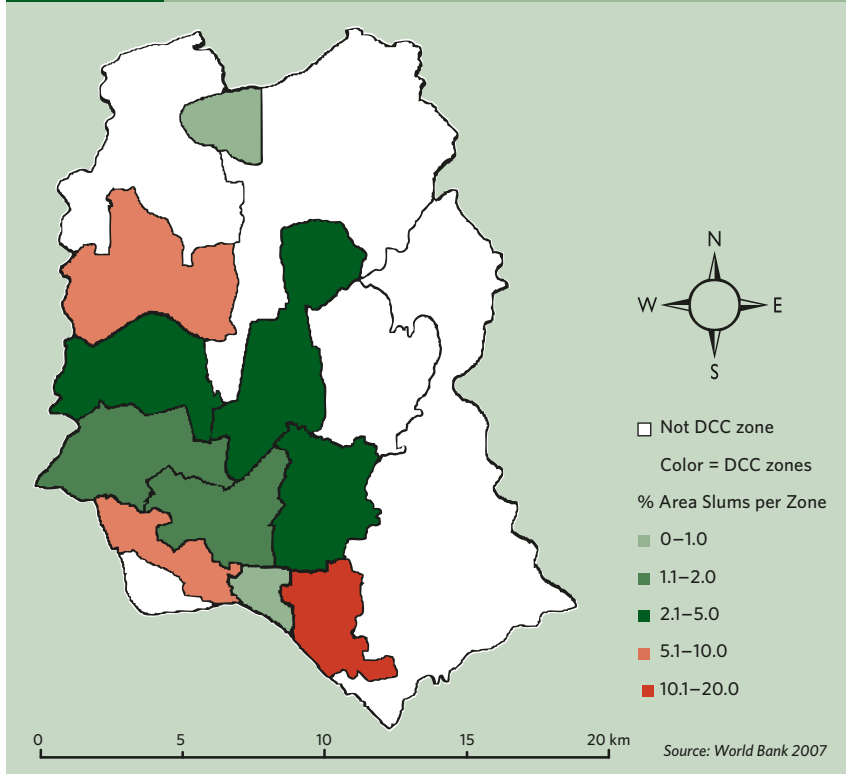 N
W E
S
Not DCC zone
Color = DCC zones
% Area Slums per Zone
0–1.0
1.1–2.0
2.1–5.0
5.1–10.0
10.1–20.0
0 5 10 15 20 km
Source: World Bank 2007